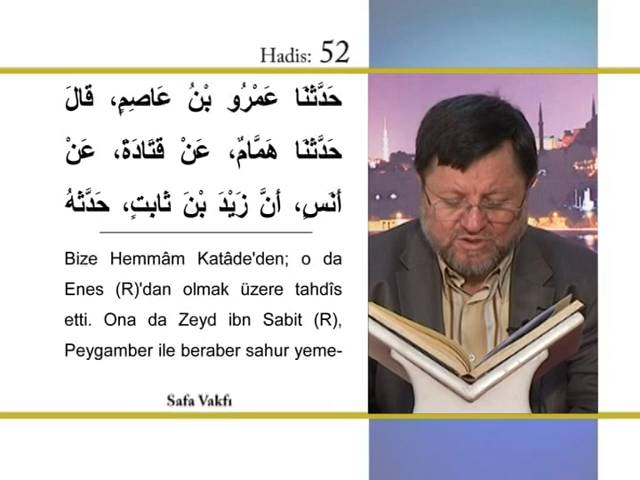 Hadis: 52
حَدَّثَنَا عَمْرُو بْنُ عَاصِمٍ، قَالَ
حَدَّثَنَا هَمَّامٌ، عَنْ قَتَادَةَ، عَنْ
أَنَسٍ، أَنَّ زَيْدَ بْنَ ثَابِتٍ، حَدَّثَهُ
Bize Hemmâm Katâde'den; o da
Enes (R)'dan olmak üzere tahdîs
etti. Ona da Zeyd ibn Sabit (R),
Peygamber ile beraber sahur yeme-
Safa Vakfı